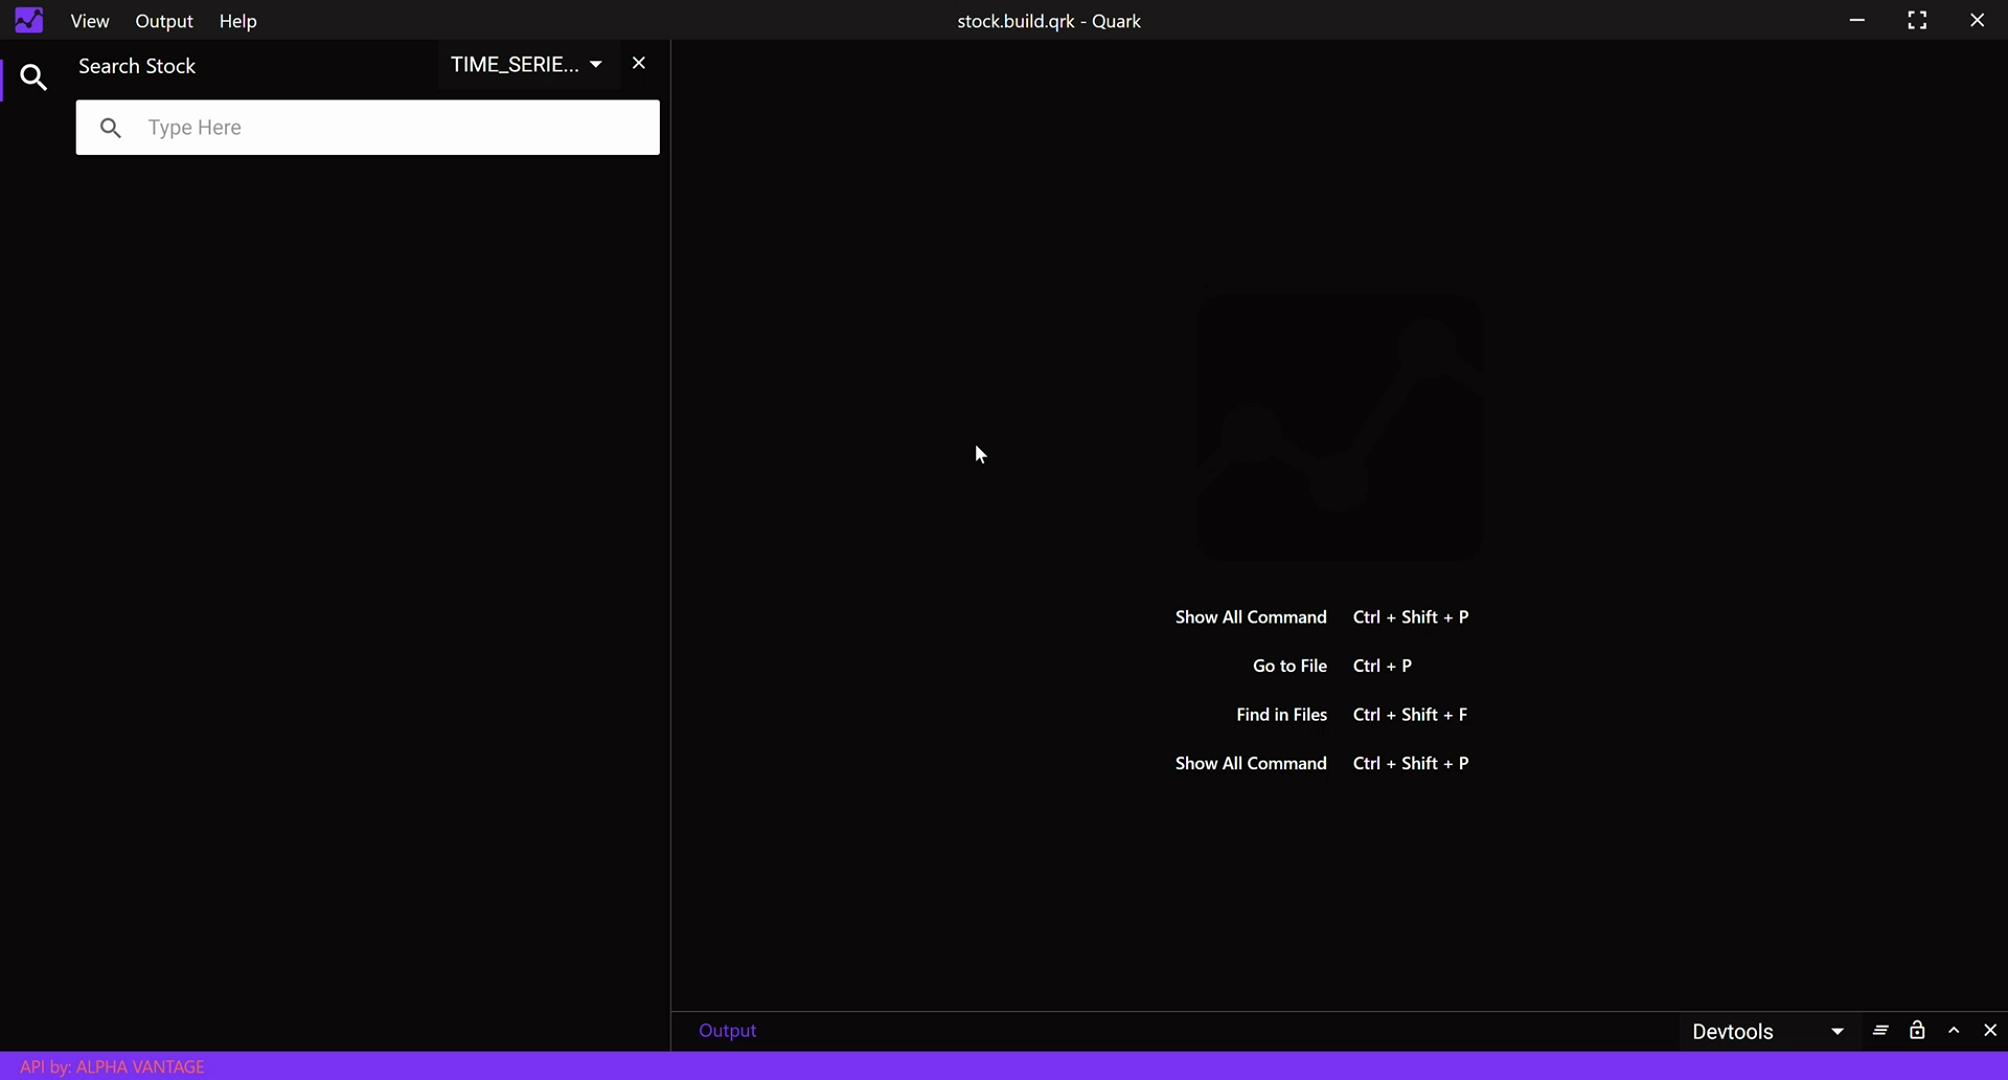 View Output Help
stock.build.qrk - Quark
Search Stock
TIME_SERIE...
Type Here
Show All Command Ctrl + Shift + P
Go to File Ctrl + P
Find in Files Ctrl + Shift + F
Show All Command Ctrl + Shift + P
Output
Devtools
API by: ALPHA VANTAGE